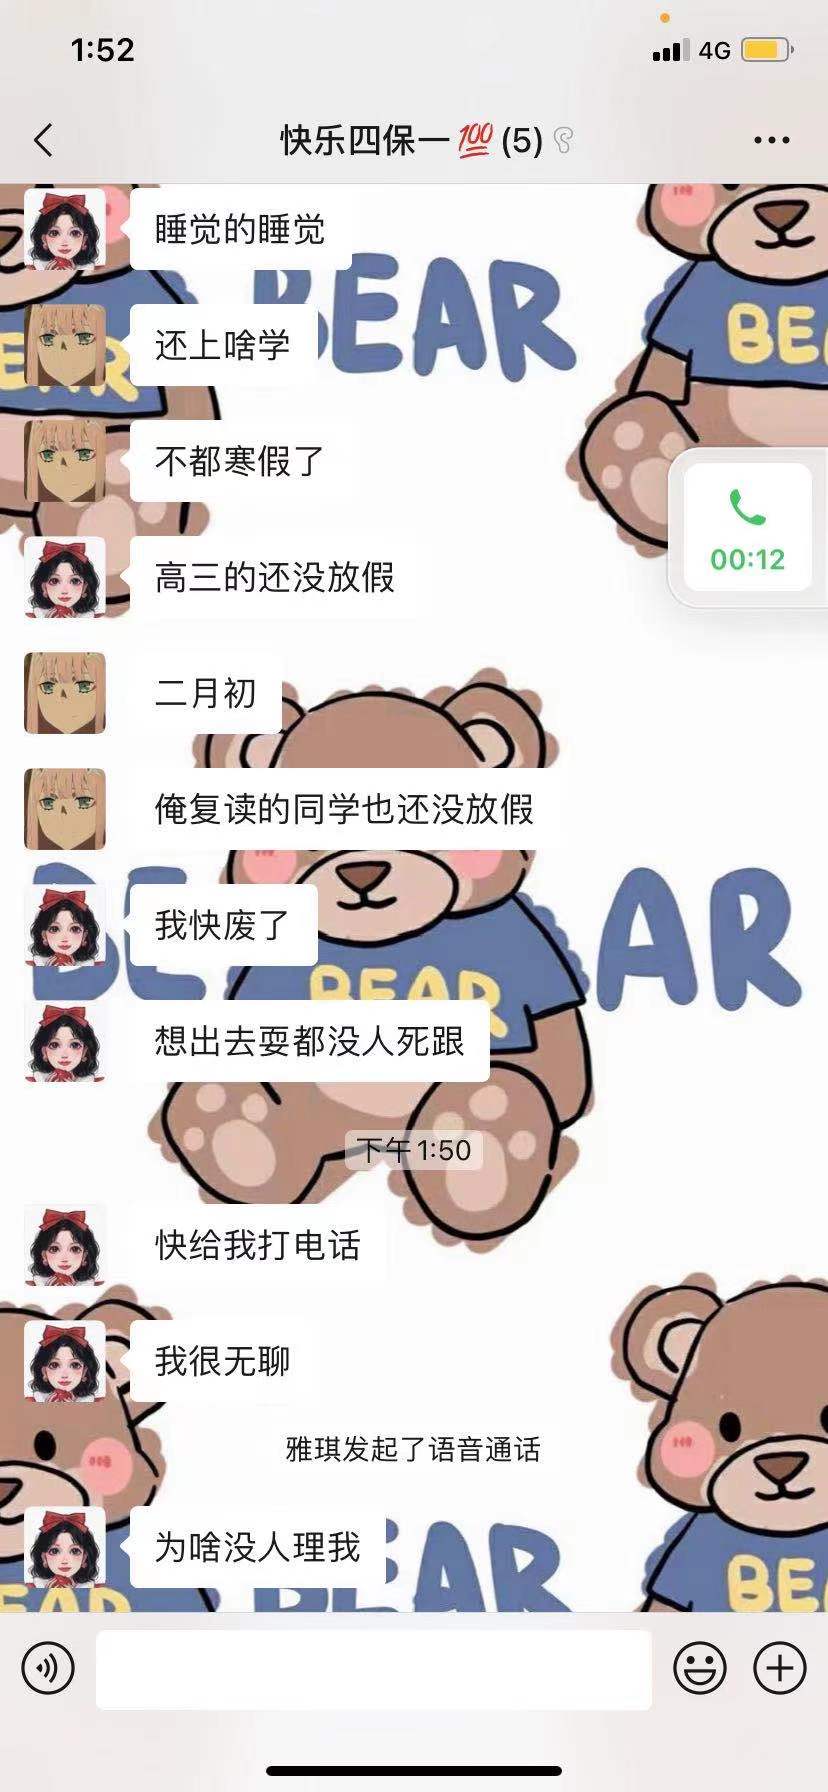 1:52
4G
快乐四保一💯(5)
睡觉的睡觉
BEAR
还上啥学
不都寒假了
00:12
高三的还没放假
二月初
俺复读的同学也还没放假
我快废了
BEAR
想出去耍都没人死跟
下午1:50
快给我打电话
我很无聊
雅琪发起了语音通话
为啥没人理我
BEAR